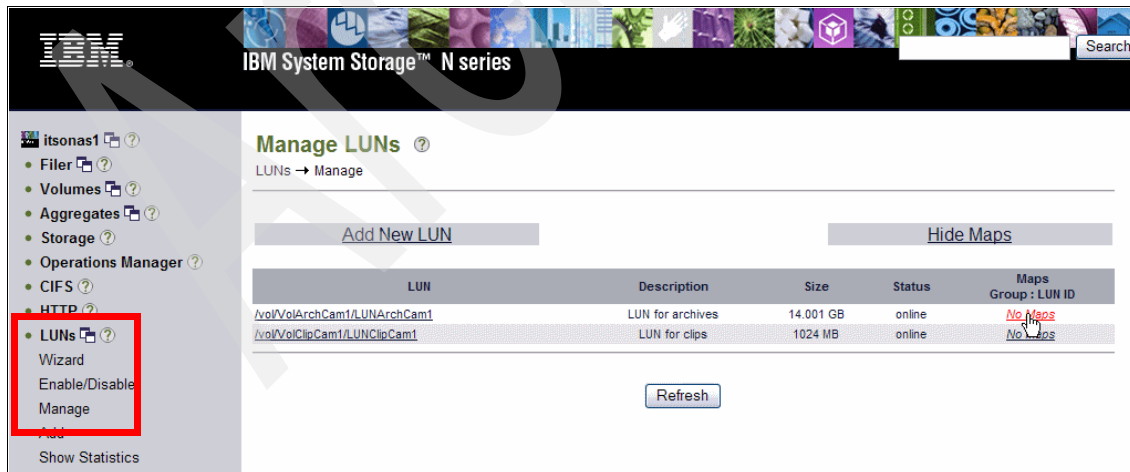 IBM®
IBM System Storage™ N series
Search
itsonas1
• Filer
• Volumes
• Aggregates
• Storage
• Operations Manager
• CIFS
• HTTP
• LUNs
Wizard
Enable/Disable
Manage
Add
Show Statistics
Manage LUNs
LUNs → Manage
Add New LUN Hide Maps
LUN Description Size Status Maps
Group : LUN ID
/vol/VolArchCam1/LUNArchCam1 LUN for archives 14.001 GB online No Maps
/vol/VolClipCam1/LUNClipCam1 LUN for clips 1024 MB online No Maps
Refresh